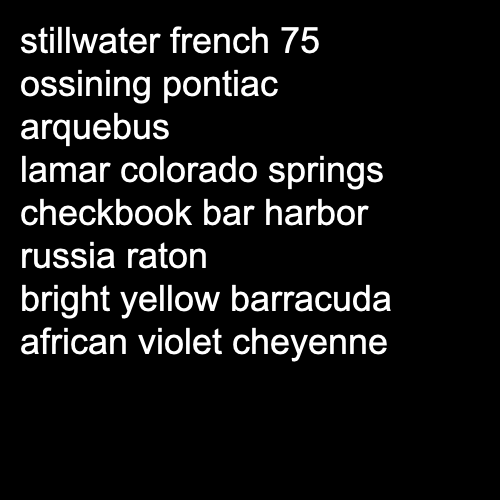 stillwater french 75
ossining pontiac
arquebus
lamar colorado springs
checkbook bar harbor
russia raton
bright yellow barracuda
african violet cheyenne